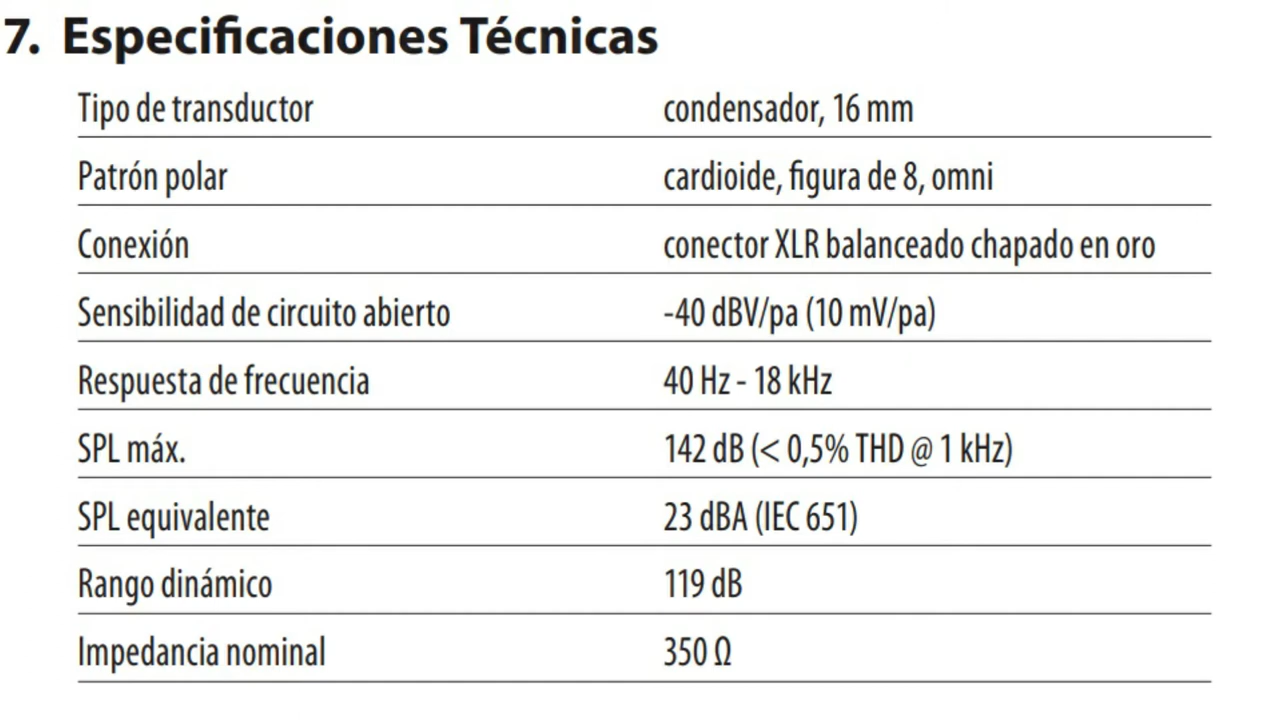 7. Especificaciones Técnicas
Tipo de transductor condensador, 16 mm
Patrón polar cardioide, figura de 8, omni
Conexión conector XLR balanceado chapado en oro
Sensibilidad de circuito abierto -40 dBV/pa (10 mV/pa)
Respuesta de frecuencia 40 Hz - 18 kHz
SPL máx. 142 dB (< 0,5% THD @ 1 kHz)
SPL equivalente 23 dBA (IEC 651)
Rango dinámico 119 dB
Impedancia nominal 350 Ω